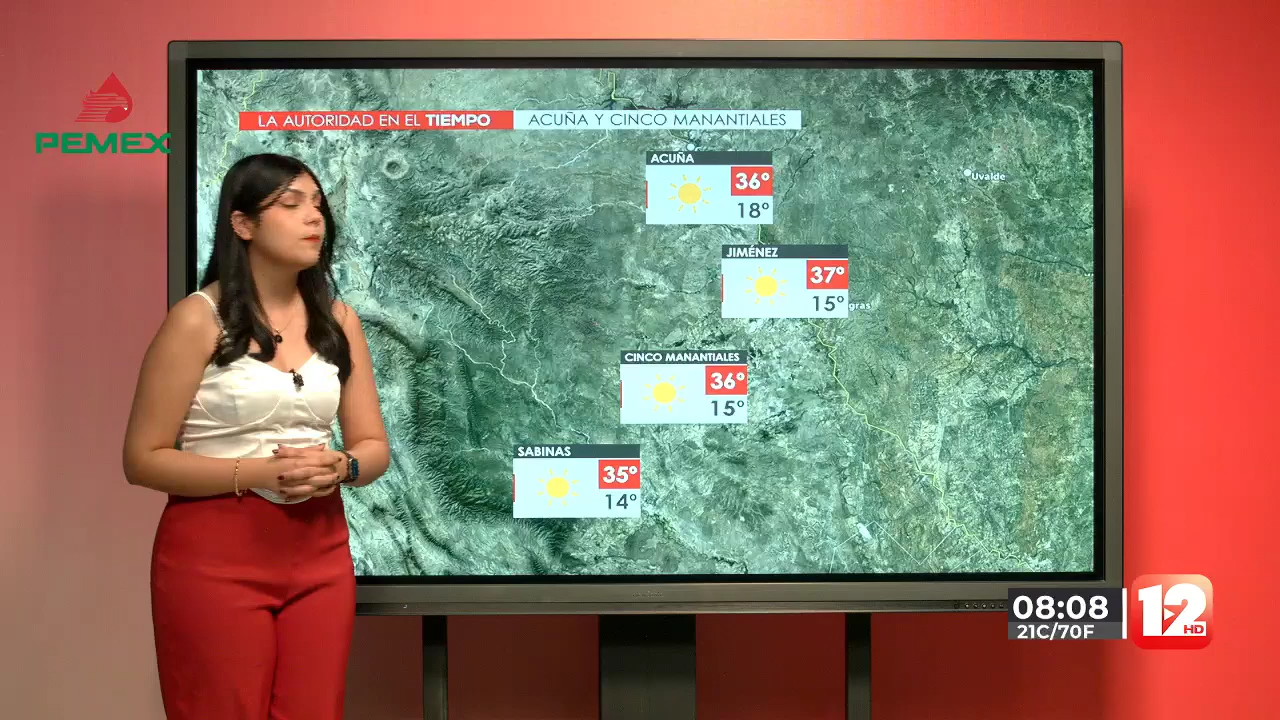 PEMEX
LA AUTORIDAD EN EL TIEMPO ACUÑA Y CINCO MANANTIALES
ACUÑA
36°
18°
Uvalde
JIMÉNEZ
37°
15°
gras
CINCO MANANTIALES
36°
15°
SABINAS
35°
14°
08:08
21C/70F
12
HD